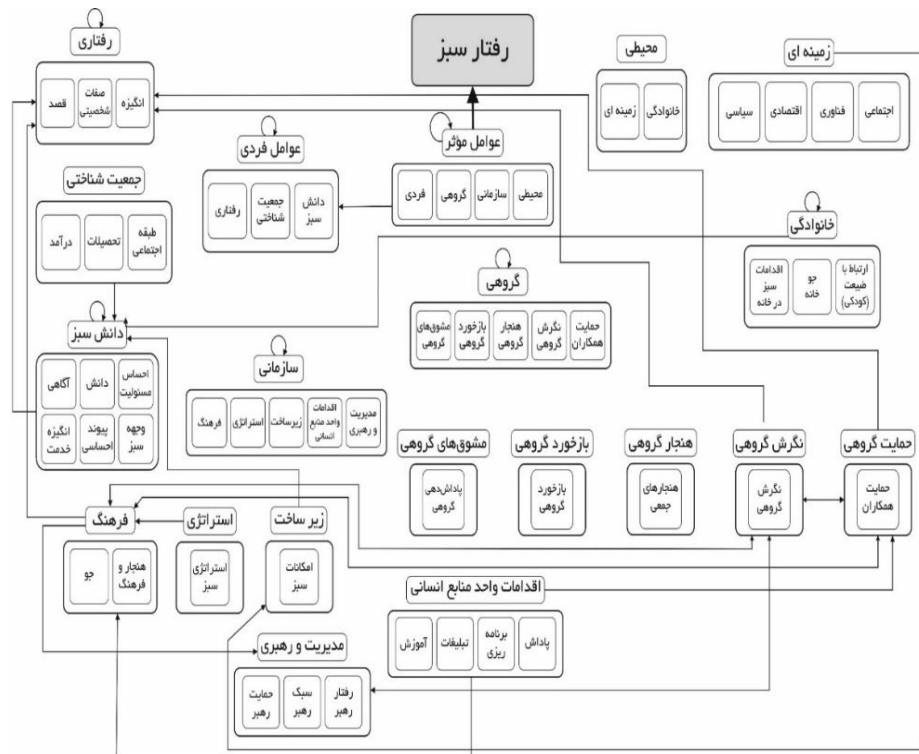 رفتار سبز
زمینه ای
اجتماعی
فناوری
اقتصادی
سیاسی
محیطی
خانوادگی
زمینه ای
عوامل مؤثر
محیطی
سازمانی
گروهی
فردی
عوامل فردی
دانش
سبز
جمعیت
شناختی
رفتاری
رفتاری
انگیزه
صفات
شخصیتی
قصد
جمعیت شناختی
طبقه
اجتماعی
تحصیلات
درآمد
خانوادگی
ارتباط با
طبیعت
(کودکی)
جو
خانه
اقدامات
سبز
در خانه
گروهی
حمایت
همکاران
نگرش
گروهی
هنجار
گروهی
بازخورد
گروهی
مشوق‌های
گروهی
دانش سبز
احساس
مسئولیت
دانش
آگاهی
وجهه
سبز
پیوند
احساسی
انگیزه
خدمت
سازمانی
مدیریت
و رهبری
اقدامات
واحد منابع
انسانی
زیرساخت
استراتژی
فرهنگ
حمایت گروهی
حمایت
همکاران
نگرش گروهی
نگرش
گروهی
هنجار گروهی
هنجارهای
جمعی
بازخورد گروهی
بازخورد
گروهی
مشوق‌های گروهی
پاداش‌دهی
گروهی
زیر ساخت
امکانات
سبز
استراتژی
استراتژی
سبز
فرهنگ
هنجار و
فرهنگ
جو
اقدامات واحد منابع انسانی
پاداش
برنامه
ریزی
تبلیغات
آموزش
مدیریت و رهبری
رفتار
رهبر
سبک
رهبر
حمایت
رهبر